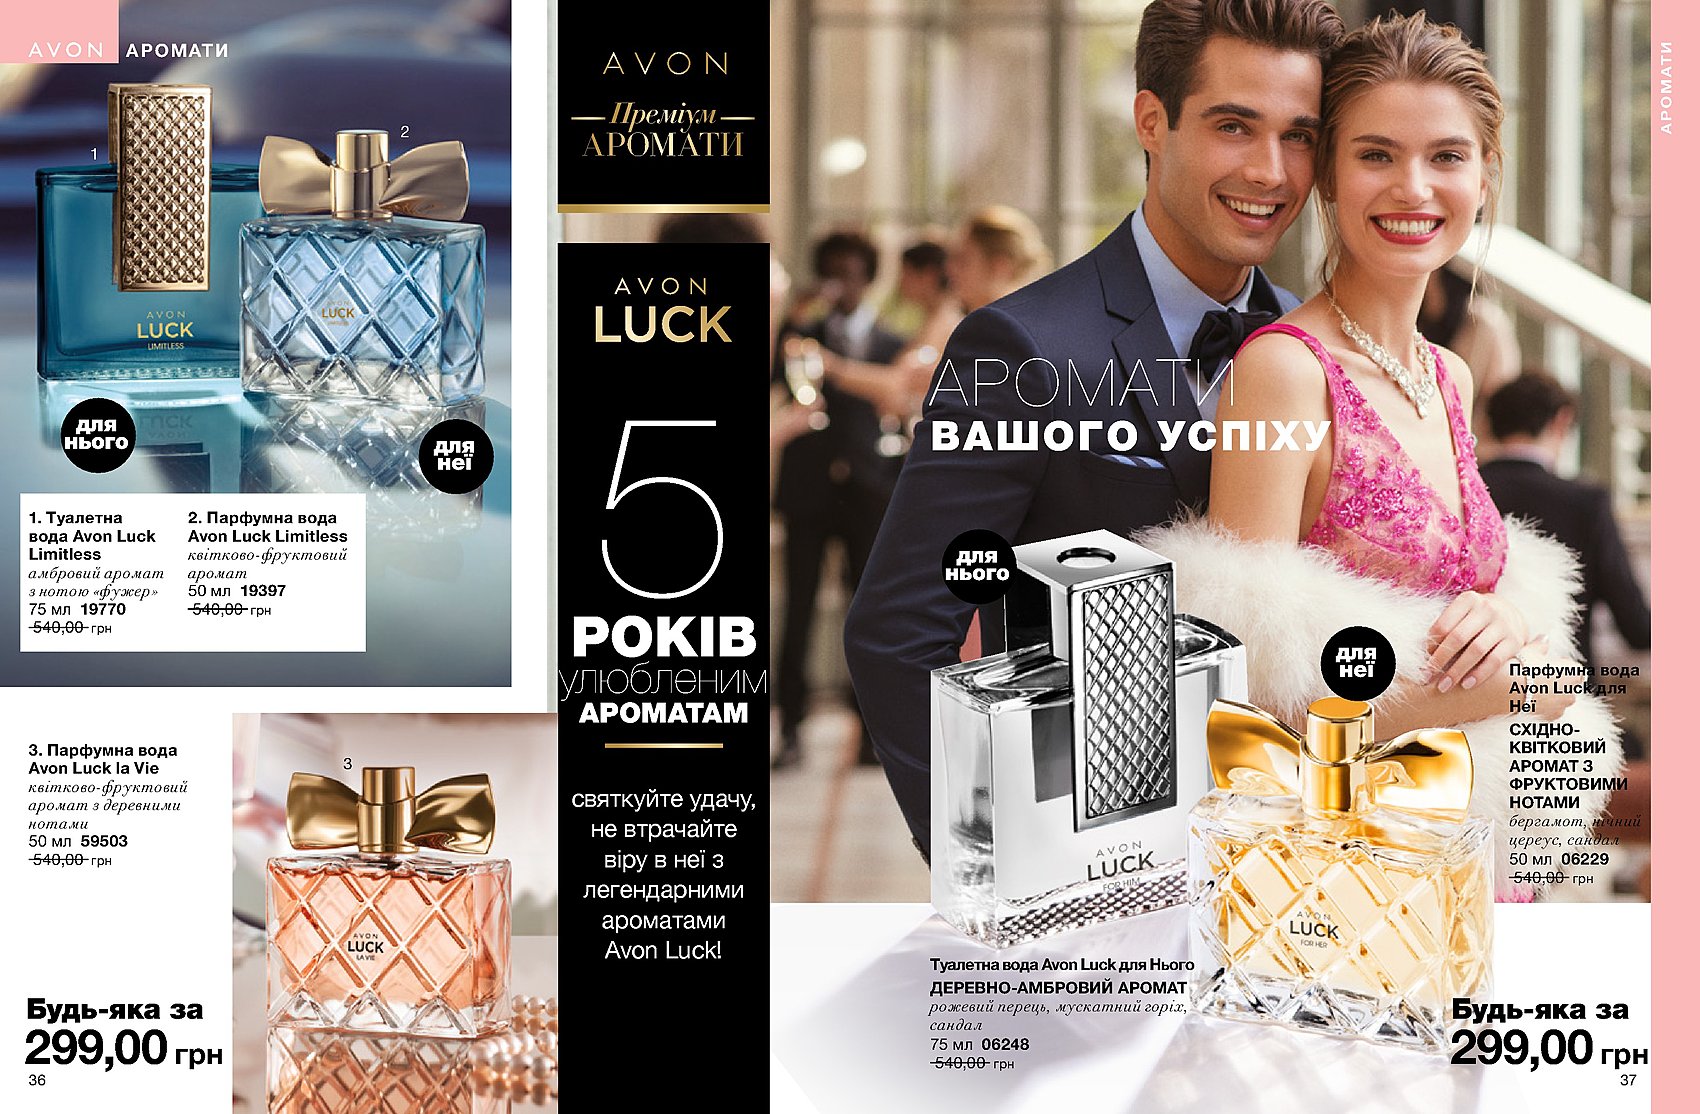 AVON АРОМАТИ
1
2
AVON
LUCK
LIMITLESS
LUCK
LIMITLESS
для
нього
для
неї
1. Туалетна
вода Avon Luck
Limitless
амбровий аромат
з нотою «фужер»
75 мл 19770
540,00 грн
2. Парфумна вода
Avon Luck Limitless
квітково-фруктовий
аромат
50 мл 19397
540,00 грн
3. Парфумна вода
Avon Luck la Vie
квітково-фруктовий
аромат з деревними
нотами
50 мл 59503
540,00 грн
3
AVON
LUCK
LA VIE
Будь-яка за
299,00 грн
36
AVON
Преміум
АРОМАТИ
AVON
LUCK
5
РОКІВ
улюбленим
АРОМАТАМ
святкуйте удачу,
не втрачайте
віру в неї з
легендарними
ароматами
Avon Luck!
АРОМАТИ
АРОМАТИ
ВАШОГО УСПІХУ
для
нього
для
неї
AVON
LUCK
FOR HIM
AVON
LUCK
FOR HER
Парфумна вода
Avon Luck для
Неї
СХІДНО-
КВІТКОВИЙ
АРОМАТ З
ФРУКТОВИМИ
НОТАМИ
бергамот, нічний
цереус, сандал
50 мл 06229
540,00 грн
Туалетна вода Avon Luck для Нього
ДЕРЕВНО-АМБРОВИЙ АРОМАТ
рожевий перець, мускатний горіх,
сандал
75 мл 06248
540,00 грн
Будь-яка за
299,00 грн
37